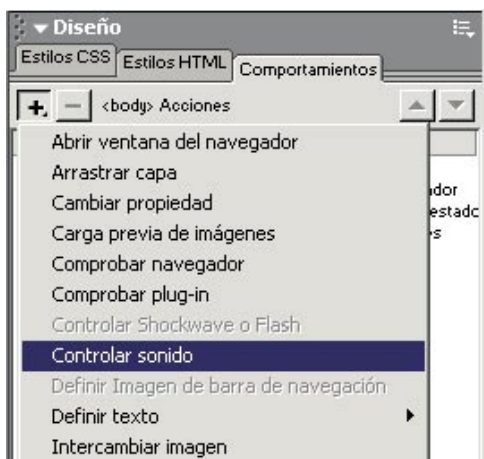 Diseño
Estilos CSS Estilos HTML Comportamientos
<body> Acciones
Abrir ventana del navegador
Arrastrar capa
Cambiar propiedad
Carga previa de imágenes
Comprobar navegador
Comprobar plug-in
Controlar Shockwave o Flash
Controlar sonido
Definir Imagen de barra de navegación
Definir texto
Intercambiar imagen